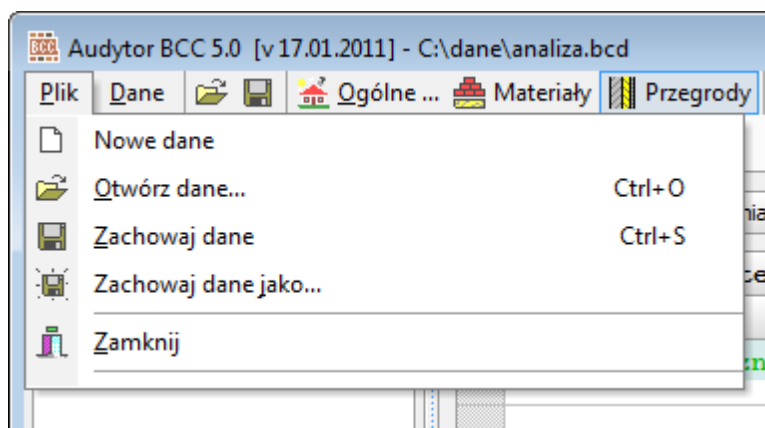 BCC Audytor BCC 5.0 [v 17.01.2011] - C:\dane\analiza.bcd
Plik Dane Ogólne ... Materiały Przegrody
Nowe dane
Otwórz dane... Ctrl+O
Zachowaj dane Ctrl+S
Zachowaj dane jako...
Zamknij